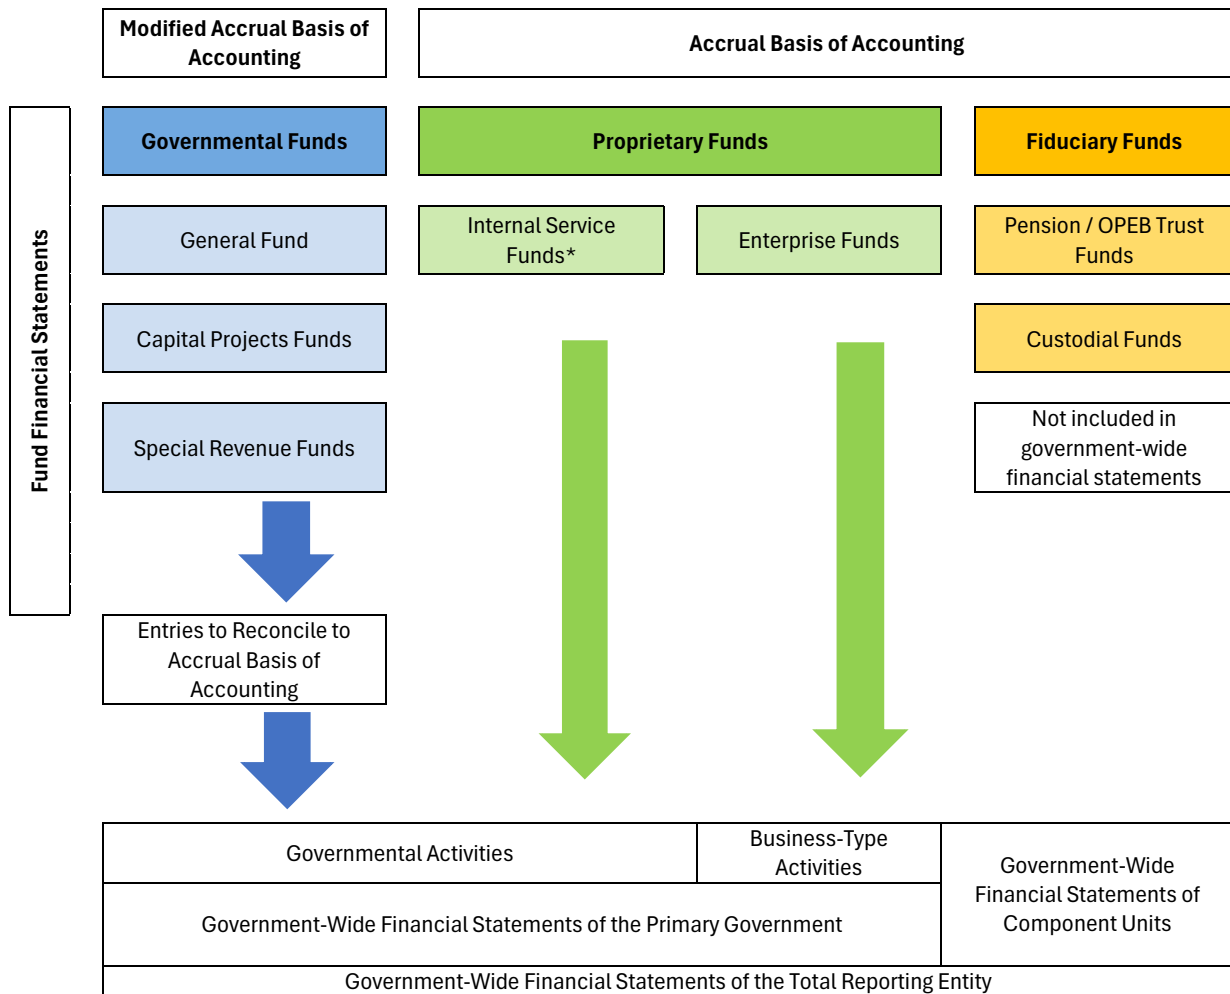 Modified Accrual Basis of
Accounting
Accrual Basis of Accounting
Fund Financial Statements
Governmental Funds
Proprietary Funds
Fiduciary Funds
General Fund
Internal Service
Funds*
Enterprise Funds
Pension / OPEB Trust
Funds
Capital Projects Funds
Custodial Funds
Special Revenue Funds
Not included in
government-wide
financial statements
Entries to Reconcile to
Accrual Basis of
Accounting
Governmental Activities
Business-Type
Activities
Government-Wide
Financial Statements of
Component Units
Government-Wide Financial Statements of the Primary Government
Government-Wide Financial Statements of the Total Reporting Entity